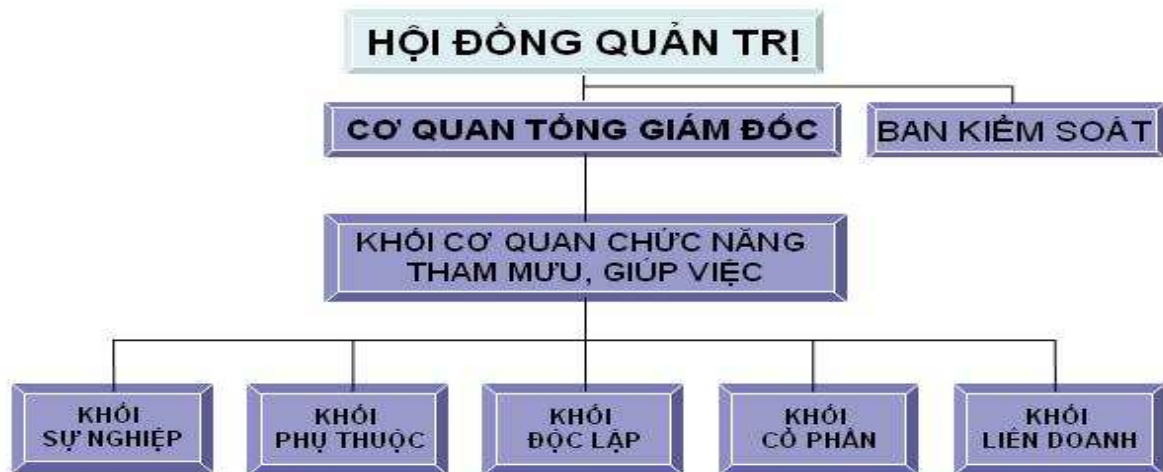 HỘI ĐỒNG QUẢN TRỊ
CƠ QUAN TỔNG GIÁM ĐỐC
BAN KIỂM SOÁT
KHỐI CƠ QUAN CHỨC NĂNG
THAM MƯU, GIÚP VIỆC
KHỐI
SỰ NGHIỆP
KHỐI
PHỤ THUỘC
KHỐI
ĐỘC LẬP
KHỐI
CỔ PHẦN
KHỐI
LIÊN DOANH